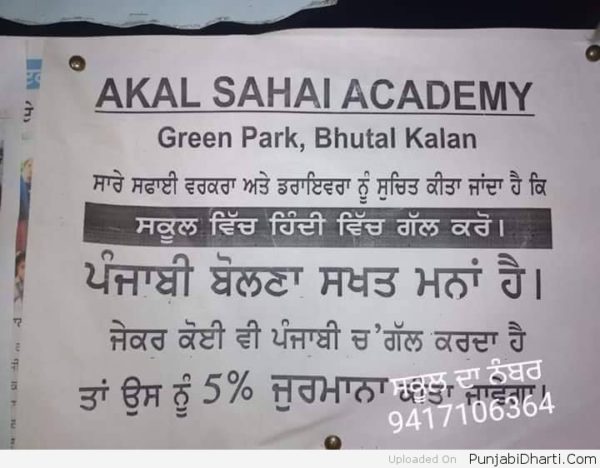 AKAL SAHAI ACADEMY
Green Park, Bhutal Kalan
ਸਾਰੇ ਸਫਾਈ ਵਰਕਰਾ ਅਤੇ ਡਰਾਇਵਰਾ ਨੂੰ ਸੁਚਿਤ ਕੀਤਾ ਜਾਂਦਾ ਹੈ ਕਿ
ਸਕੂਲ ਵਿੱਚ ਹਿੰਦੀ ਵਿੱਚ ਗੱਲ ਕਰੋ।
ਪੰਜਾਬੀ ਬੋਲਣਾ ਸਖਤ ਮਨਾਂ ਹੈ।
ਜੇਕਰ ਕੋਈ ਵੀ ਪੰਜਾਬੀ ਚ'ਗੱਲ ਕਰਦਾ ਹੈ
ਤਾਂ ਉਸ ਨੂੰ 5% ਜੁਰਮਾਨਾ ਜਾਵੇਗਾ।
ਸਕੂਲ ਦਾ ਨੰਬਰ
9417106364
Uploaded On PunjabiDharti.Com